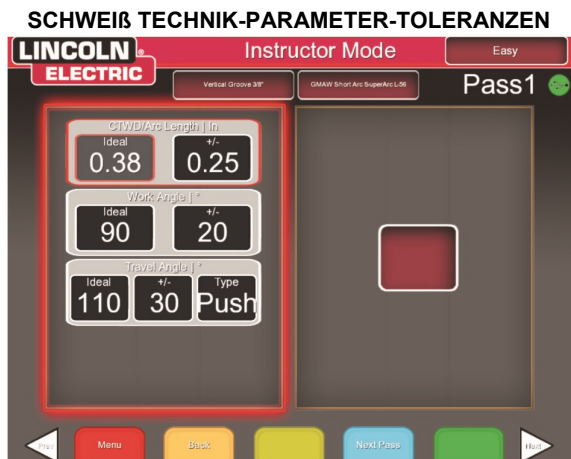 SCHWEIß TECHNIK-PARAMETER-TOLERANZEN
LINCOLN®
ELECTRIC
Instructor Mode
Easy
Vertical Groove 3/8"
GMAW Short Arc SuperArc L-56
Pass1
CTWD/Arc Length | In
Ideal
0.38
+/-
0.25
Work Angle | °
Ideal
90
+/-
20
Travel Angle | °
Ideal
110
+/-
30
Type
Push
Prev
Menu
Back
Next Pass
Next